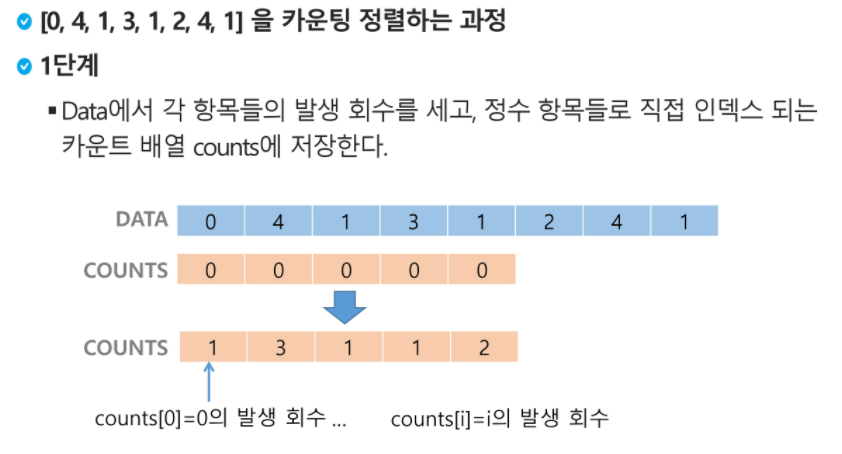 [0, 4, 1, 3, 1, 2, 4, 1] 을 카운팅 정렬하는 과정
1단계
▪Data에서 각 항목들의 발생 회수를 세고, 정수 항목들로 직접 인덱스 되는
카운트 배열 counts에 저장한다.
DATA 0 4 1 3 1 2 4 1
COUNTS 0 0 0 0 0
COUNTS 1 3 1 1 2
counts[0]=0의 발생 회수 ... counts[i]=i의 발생 회수